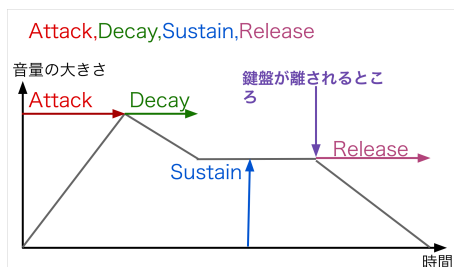 Attack,Decay,Sustain,Release
音量の大きさ
Attack
Decay
鍵盤が離されるとこ
ろ
Release
Sustain
時間